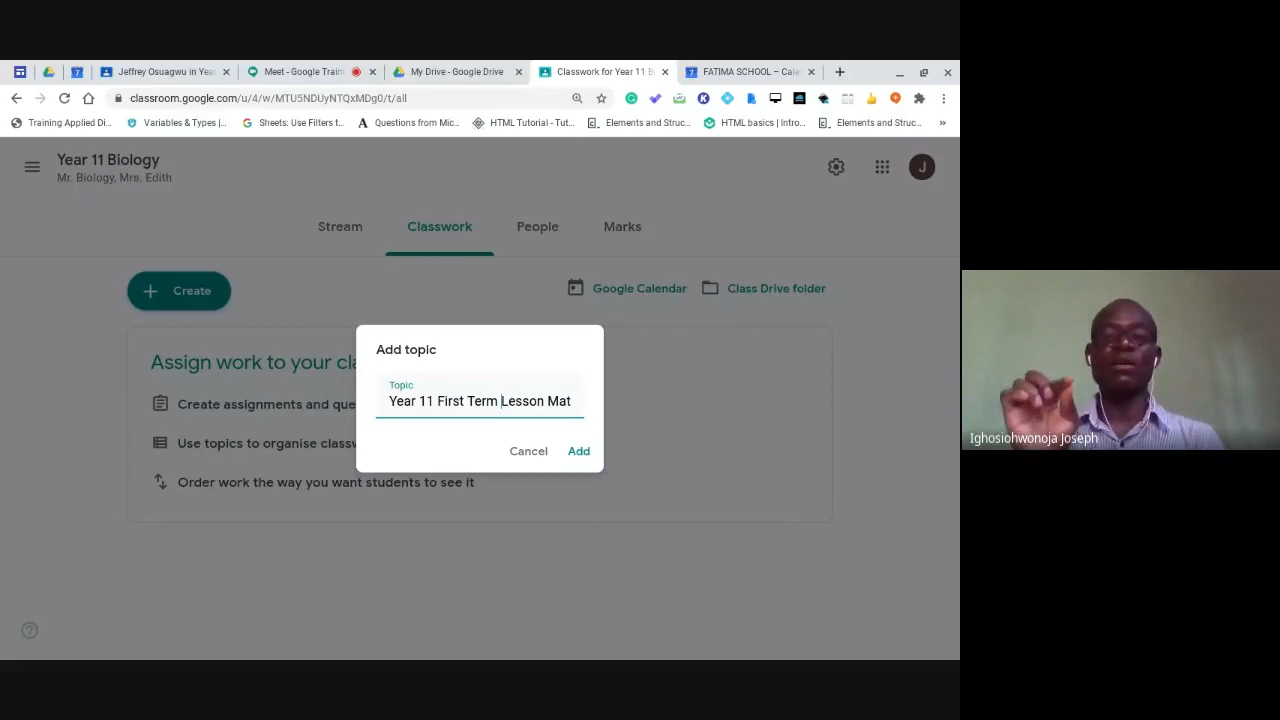 Jeffrey Osuagwu in Year
Meet - Google Train
My Drive - Google Drive
Classwork for Year 11 B
FATIMA SCHOOL – Cale
classroom.google.com/u/4/w/MTU5NDUyNTQxMDg0/t/all
Training Applied Di...
Variables & Types |...
Sheets: Use Filters t...
Questions from Mic...
HTML Tutorial - Tut...
Elements and Struc...
HTML basics | Intro...
Elements and Struc...
Year 11 Biology
Mr. Biology, Mrs. Edith
J
Stream
Classwork
People
Marks
Create
Google Calendar
Class Drive folder
Assign work to your cl
Create assignments and que
Use topics to organise classw
Order work the way you want students to see it
Add topic
Topic
Year 11 First Term Lesson Mat
Cancel
Add
Ighosiohwonoja Joseph